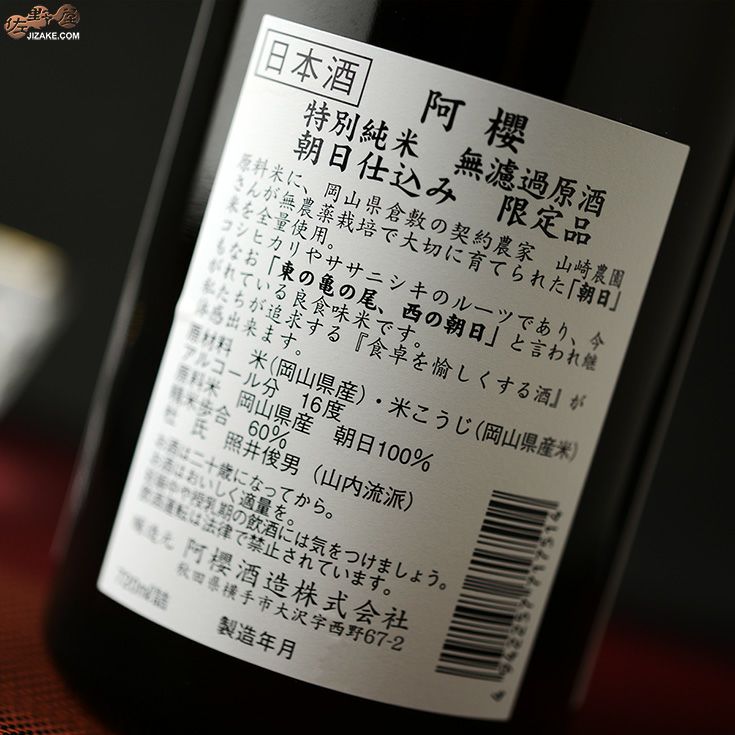 佐野屋
JIZAKE.COM
日本酒
阿櫻
特別純米 無濾過原酒
朝日仕込み 限定品
原料米に、岡山県倉敷の契約農家 山崎農園
さんが無農薬栽培で大切に育てられた「朝日」
米を全量使用。
コシヒカリやササニシキのルーツであり、今
もなお「東の亀の尾、西の朝日」と言われ継
がれている良食味米です。
私たちが追求する『食卓を愉しくする酒』が
体感出来ます。
原材料 米(岡山県産)・米こうじ(岡山県産米)
アルコール分 16度
原料米 岡山県産 朝日100%
精米歩合 60%
杜氏 照井俊男(山内流派)
お酒は二十歳になってから。
お酒はおいしく適量を。
妊娠中や授乳期の飲酒には気をつけましょう。
飲酒運転は法律で禁止されています。
醸造元 阿櫻酒造株式会社
秋田県横手市大沢字西野67-2
720ml詰
製造年月